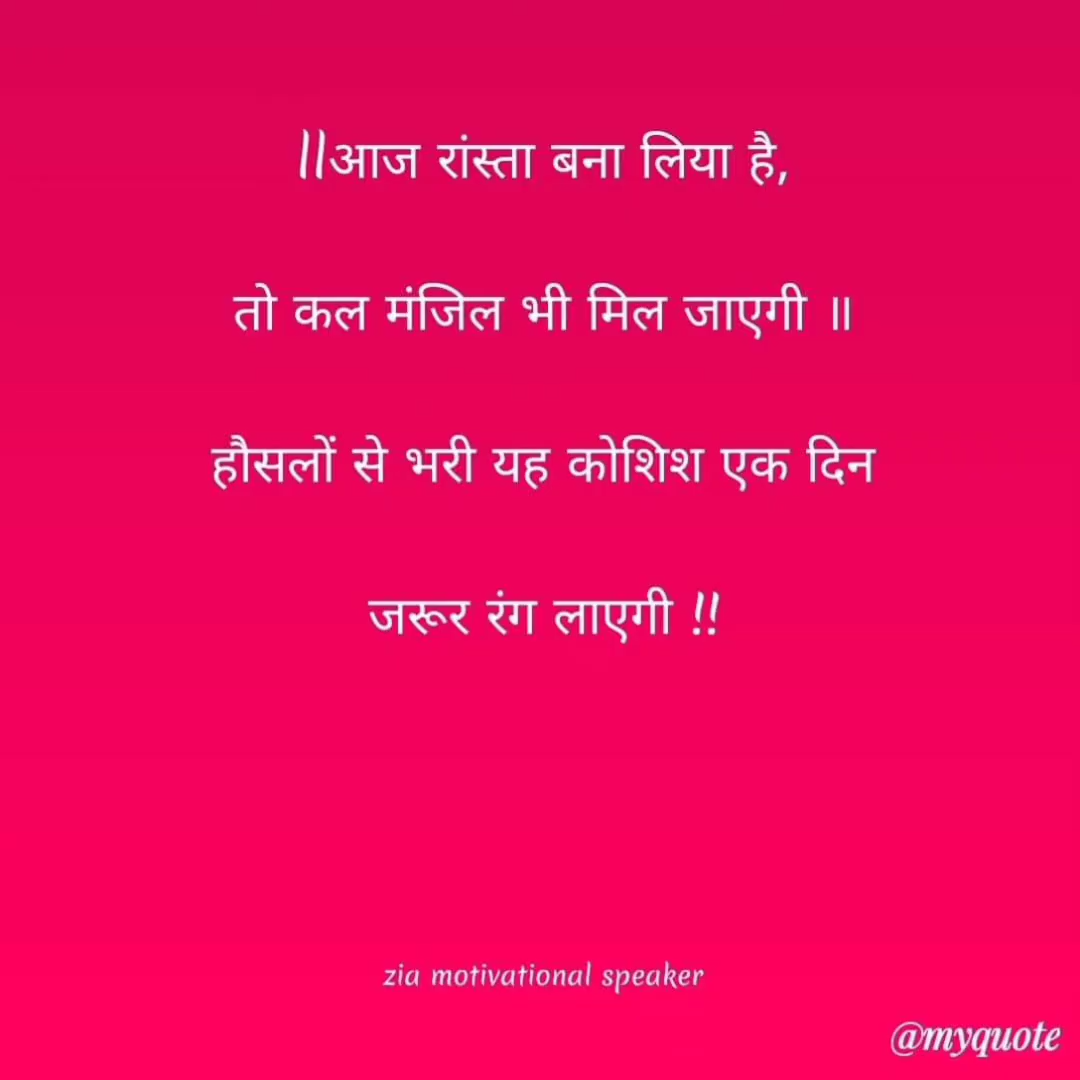 ||आज रांस्ता बना लिया है,
तो कल मंजिल भी मिल जाएगी ॥
हौसलों से भरी यह कोशिश एक दिन
जरूर रंग लाएगी !!
zia motivational speaker
@myquote